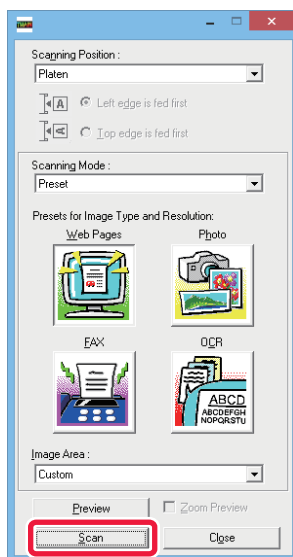 Scanning Position :
Platen
A
Left edge is fed first
A
Top edge is fed first
Scanning Mode :
Preset
Presets for Image Type and Resolution:
Web Pages Photo
FAX OCR
ABCD
ABCDEFGH
NOPQRSTU
Image Area :
Custom
Preview Zoom Preview
Scan Close